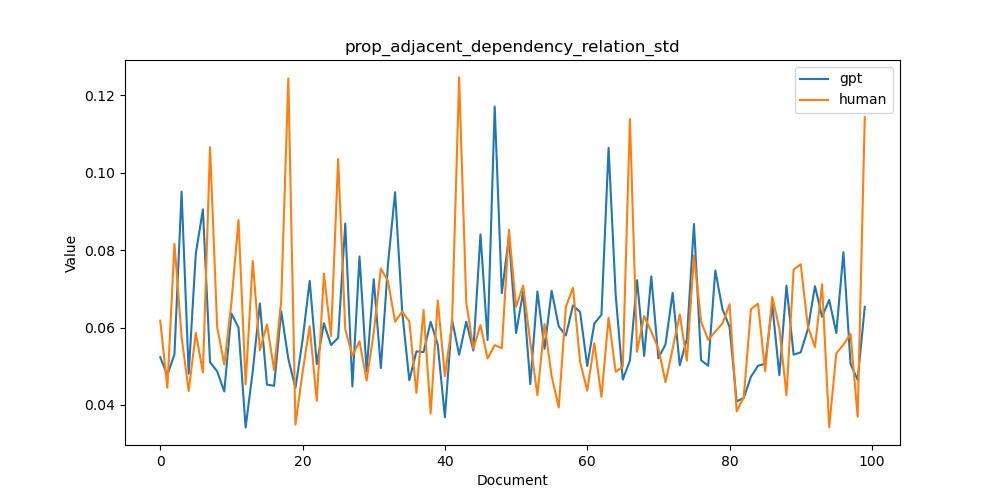 prop_adjacent_dependency_relation_std
gpt
human
Value
0.12
0.10
0.08
0.06
0.04
0 20 40 60 80 100
Document